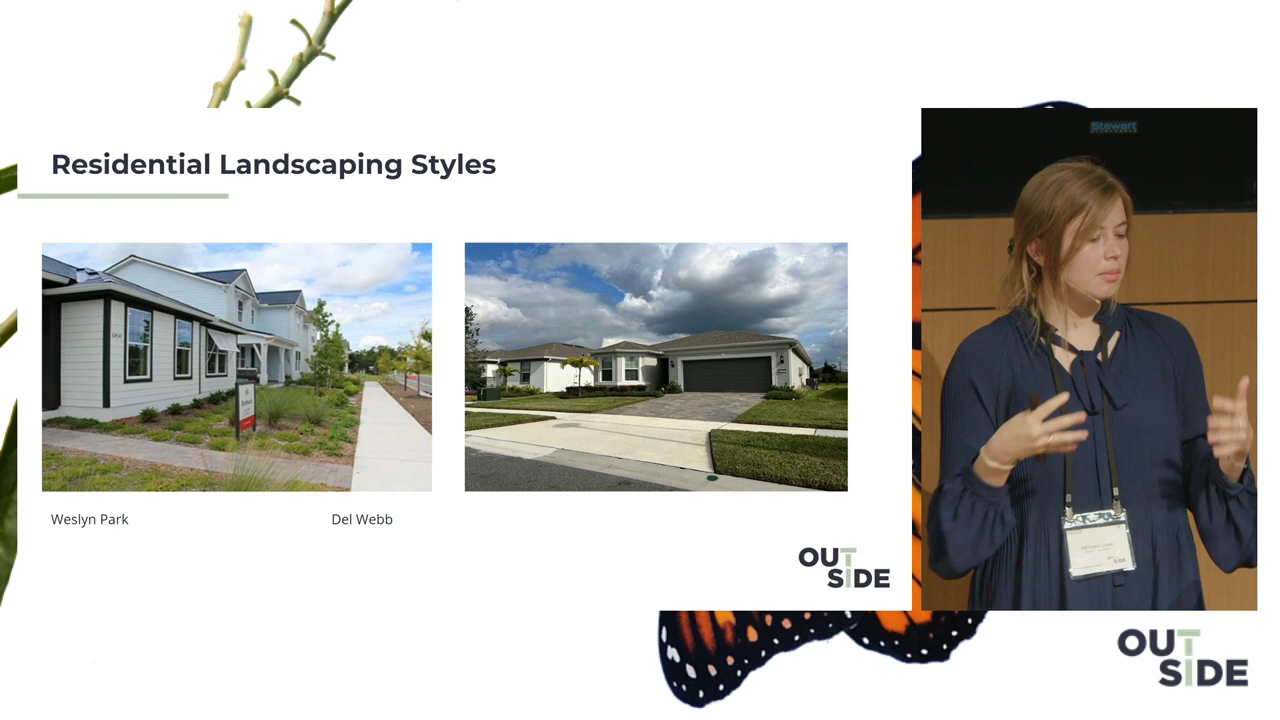 Residential Landscaping Styles
Stewart
Weslyn Park
Del Webb
OUT
SIDE
OUT
SIDE